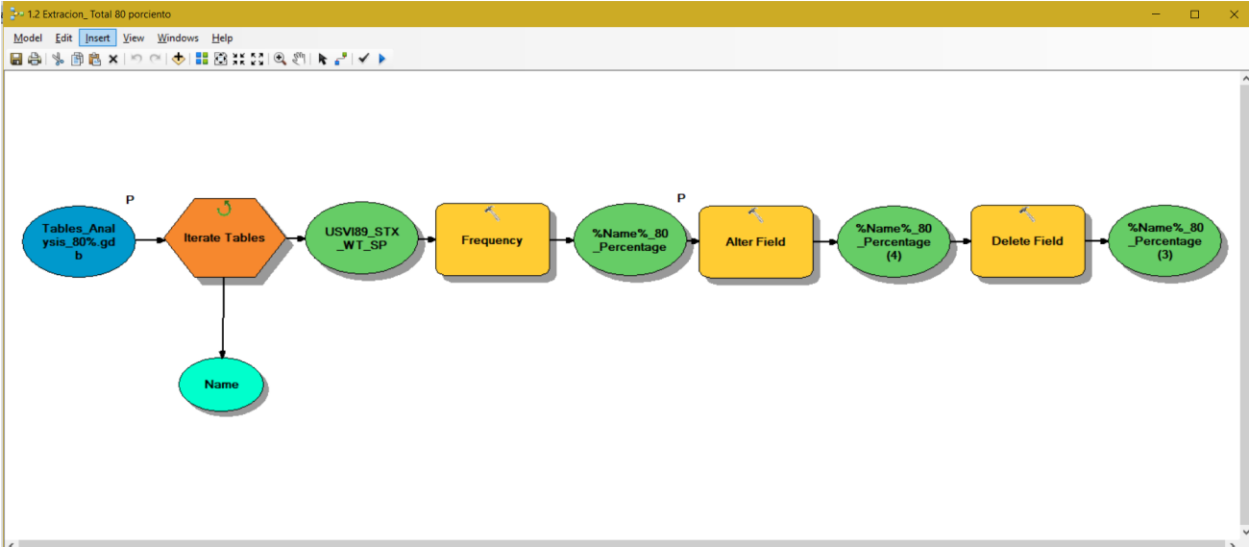 1.2 Extracion_ Total 80 porciento
Model Edit Insert View Windows Help
P
P
Tables_Anal
ysis_80%.gd
b
Iterate Tables
USVI89_STX
_WT_SP
Frequency
%Name%_80
_Percentage
Alter Field
%Name%_80
_Percentage
(4)
Delete Field
%Name%_80
_Percentage
(3)
Name